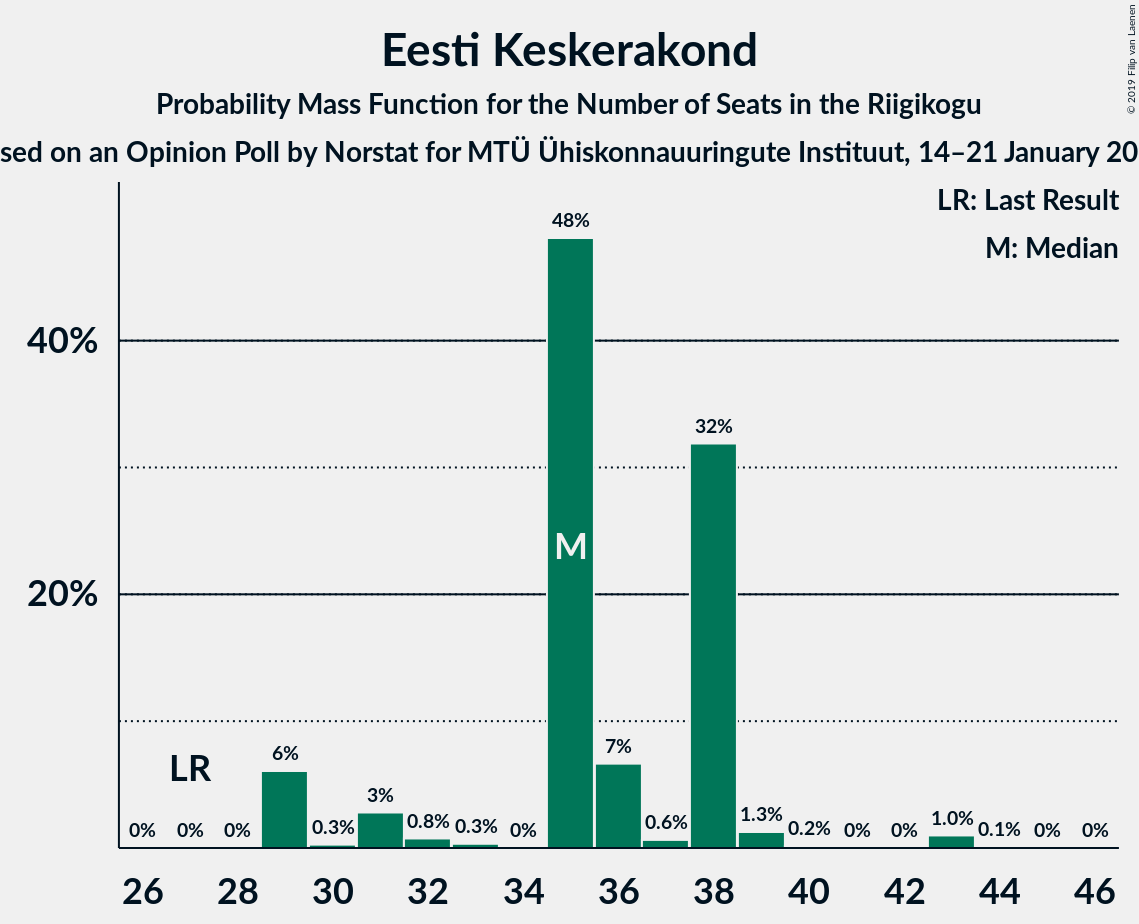 Eesti Keskerakond
Probability Mass Function for the Number of Seats in the Riigikogu
sed on an Opinion Poll by Norstat for MTÜ Ühiskonnauuringute Instituut, 14–21 January 20
© 2019 Filip van Laenen
LR: Last Result
M: Median
48%
40%
32%
M
20%
LR
0% 0% 0% 6% 0.3% 3% 0.8% 0.3% 0% 7% 0.6% 1.3% 0.2% 0% 0% 1.0% 0.1% 0% 0%
26 28 30 32 34 36 38 40 42 44 46